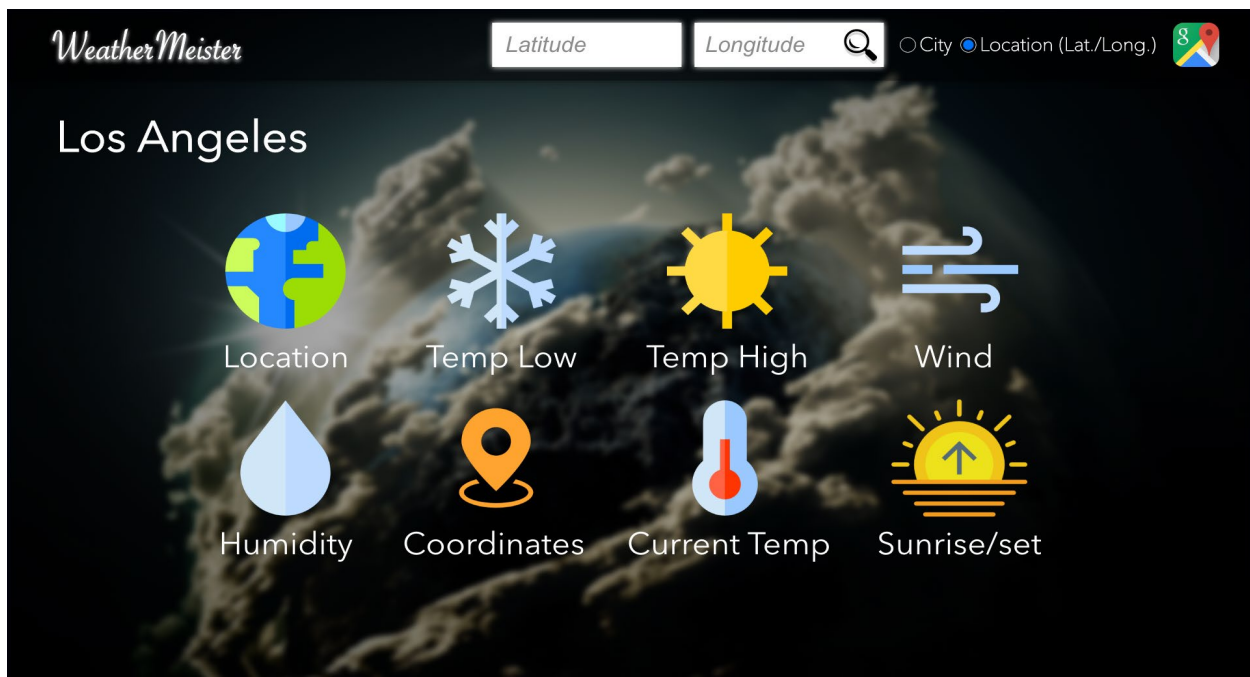 WeatherMeister
Latitude
Longitude
City
Location (Lat./Long.)
g
Los Angeles
Location
Temp Low
Temp High
Wind
Humidity
Coordinates
Current Temp
Sunrise/set